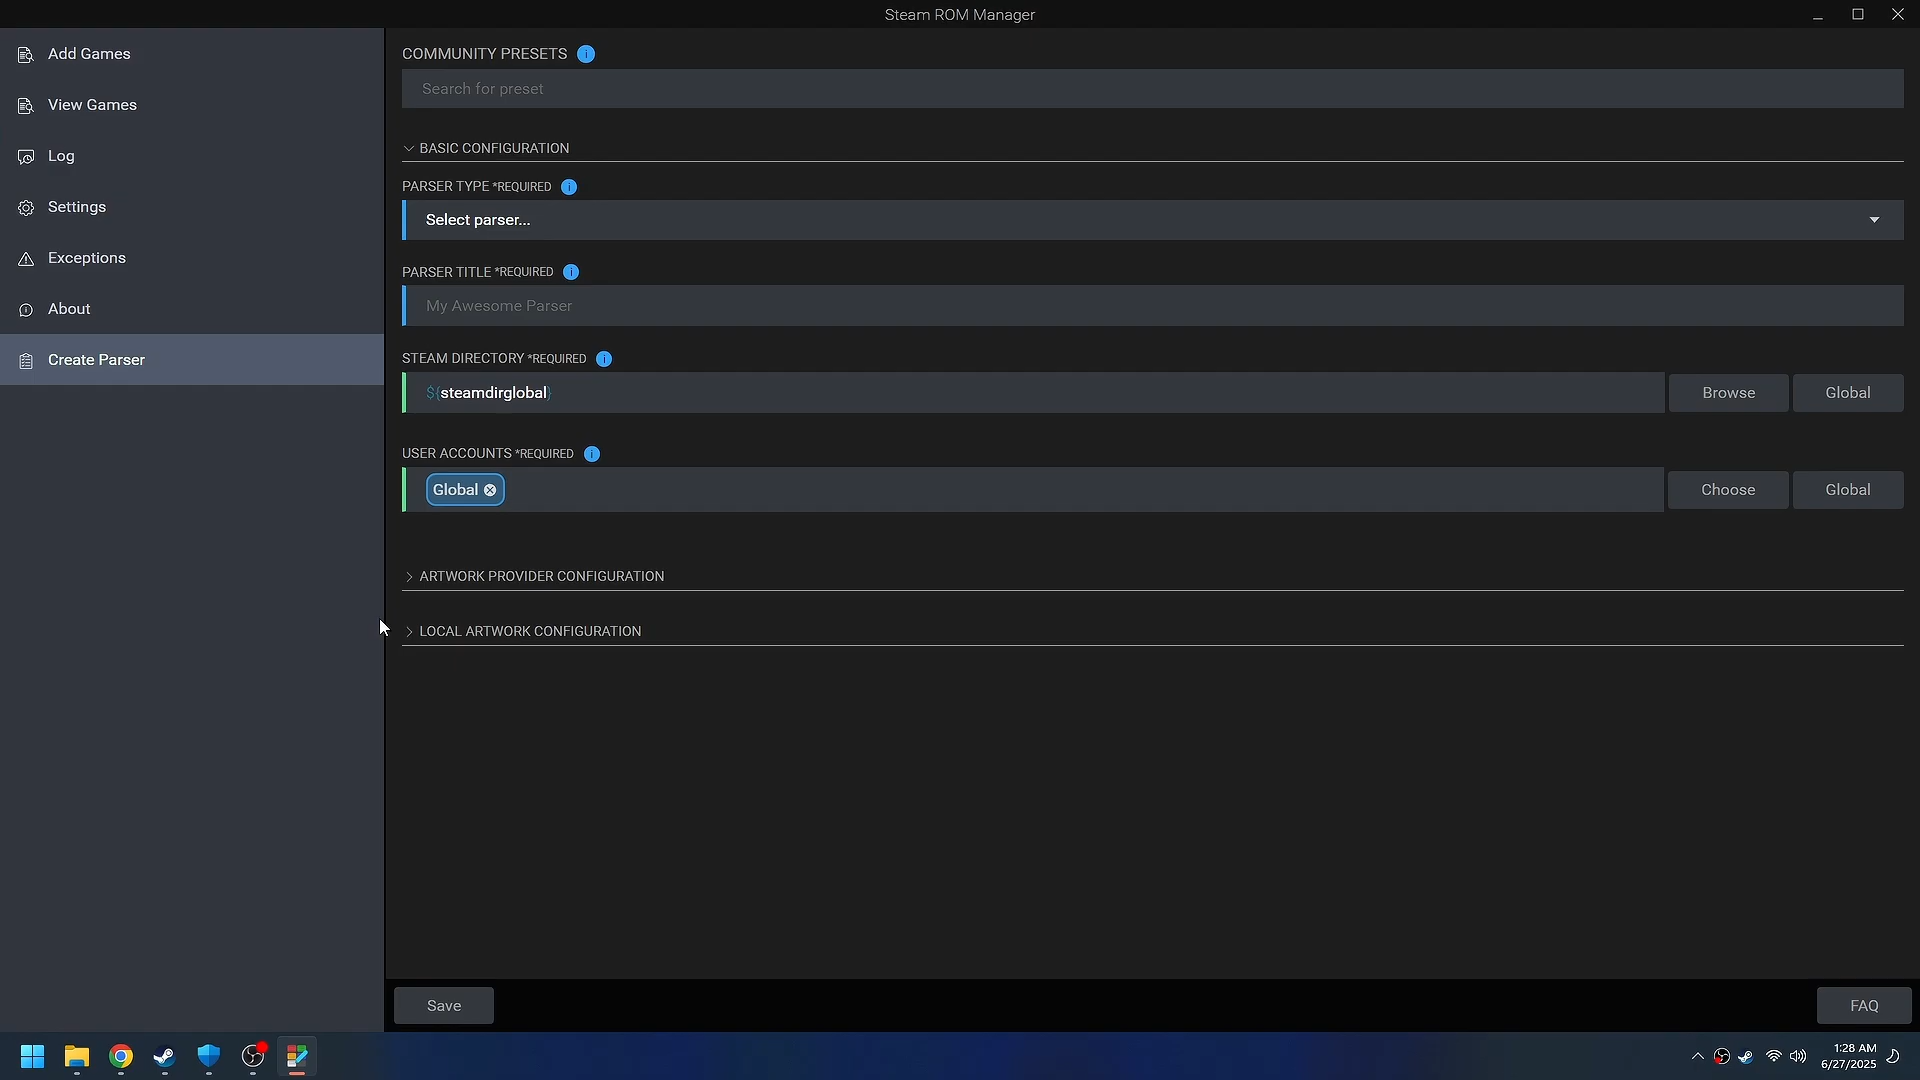 Steam ROM Manager
Add Games
View Games
Log
Settings
Exceptions
About
Create Parser
COMMUNITY PRESETS
Search for preset
BASIC CONFIGURATION
PARSER TYPE *REQUIRED
Select parser...
PARSER TITLE *REQUIRED
My Awesome Parser
STEAM DIRECTORY *REQUIRED
${steamdirglobal}
Browse
Global
USER ACCOUNTS *REQUIRED
Global
Choose
Global
ARTWORK PROVIDER CONFIGURATION
LOCAL ARTWORK CONFIGURATION
Save
FAQ
1:28 AM
6/27/2025